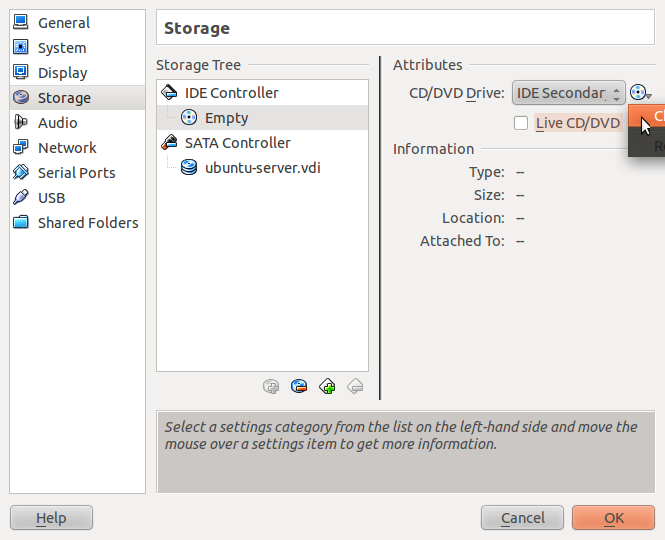 General
System
Display
Storage
Audio
Network
Serial Ports
USB
Shared Folders
Storage
Storage Tree
IDE Controller
Empty
SATA Controller
ubuntu-server.vdi
Attributes
CD/DVD Drive: IDE Secondar
Live CD/DVD
Information
Type: --
Size: --
Location: --
Attached To: --
Select a settings category from the list on the left-hand side and move the
mouse over a settings item to get more information.
Help
Cancel
OK